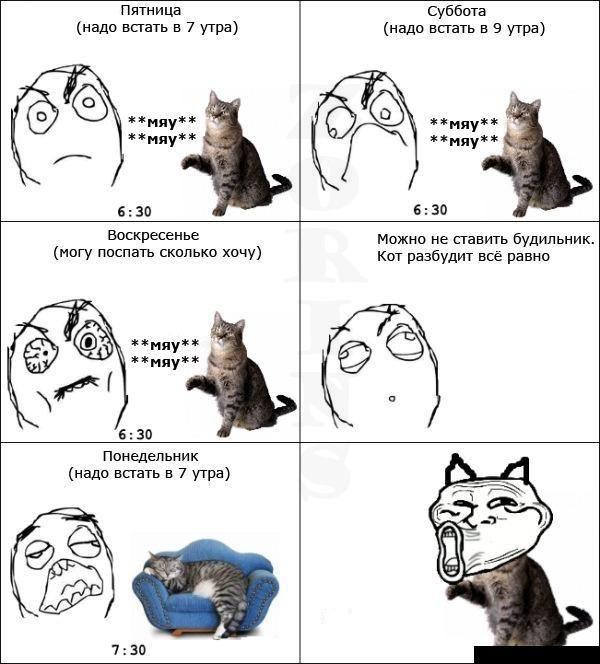 Пятница
(надо встать в 7 утра)
**мяу**
**мяу**
6:30
Суббота
(надо встать в 9 утра)
**мяу**
**мяу**
6:30
Воскресенье
(могу поспать сколько хочу)
**мяу**
**мяу**
6:30
Можно не ставить будильник.
Кот разбудит всё равно
Понедельник
(надо встать в 7 утра)
7:30
ZORINS